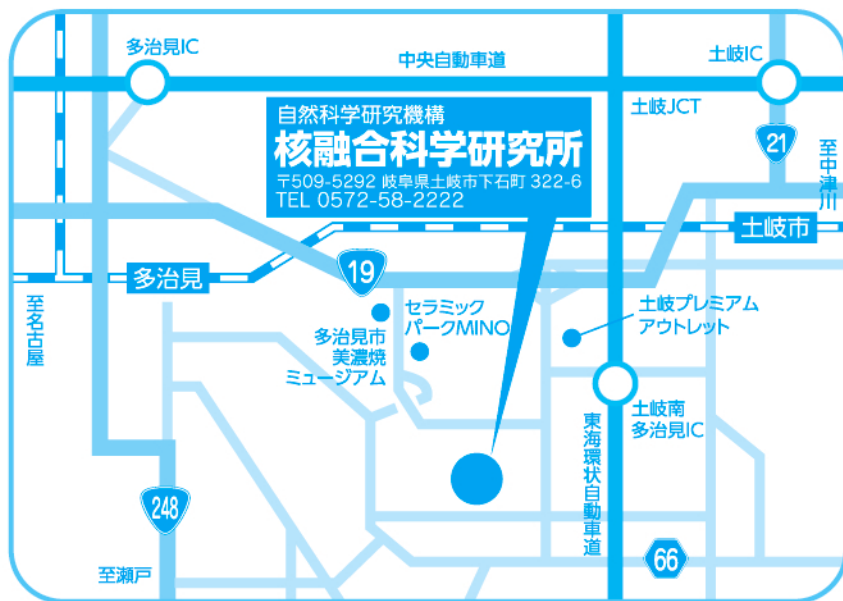 多治見IC
中央自動車道
土岐IC
土岐JCT
自然科学研究機構
核融合科学研究所
〒509-5292 岐阜県土岐市下石町 322-6
TEL 0572-58-2222
21
至中津川
土岐市
多治見
19
至名古屋
セラミック
パークMINO
多治見市
美濃焼
ミュージアム
土岐プレミアム
アウトレット
土岐南
多治見IC
東海環状自動車道
248
66
至瀬戸